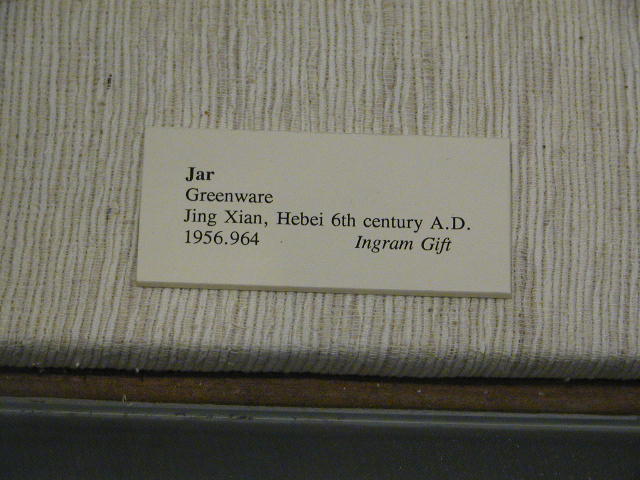 Jar
Greenware
Jing Xian, Hebei 6th century A.D.
1956.964 Ingram Gift